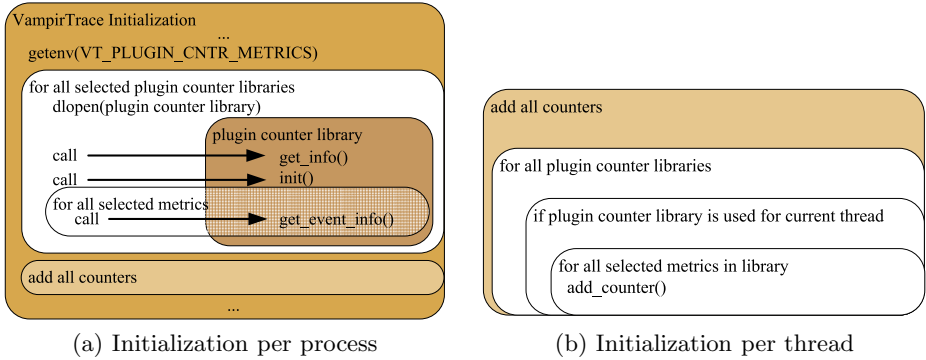 VampirTrace Initialization
...
getenv(VT_PLUGIN_CNTR_METRICS)
for all selected plugin counter libraries
dlopen(plugin counter library)
plugin counter library
call get_info()
call init()
for all selected metrics
call get_event_info()
add all counters
...
(a) Initialization per process
add all counters
for all plugin counter libraries
if plugin counter library is used for current thread
for all selected metrics in library
add_counter()
(b) Initialization per thread